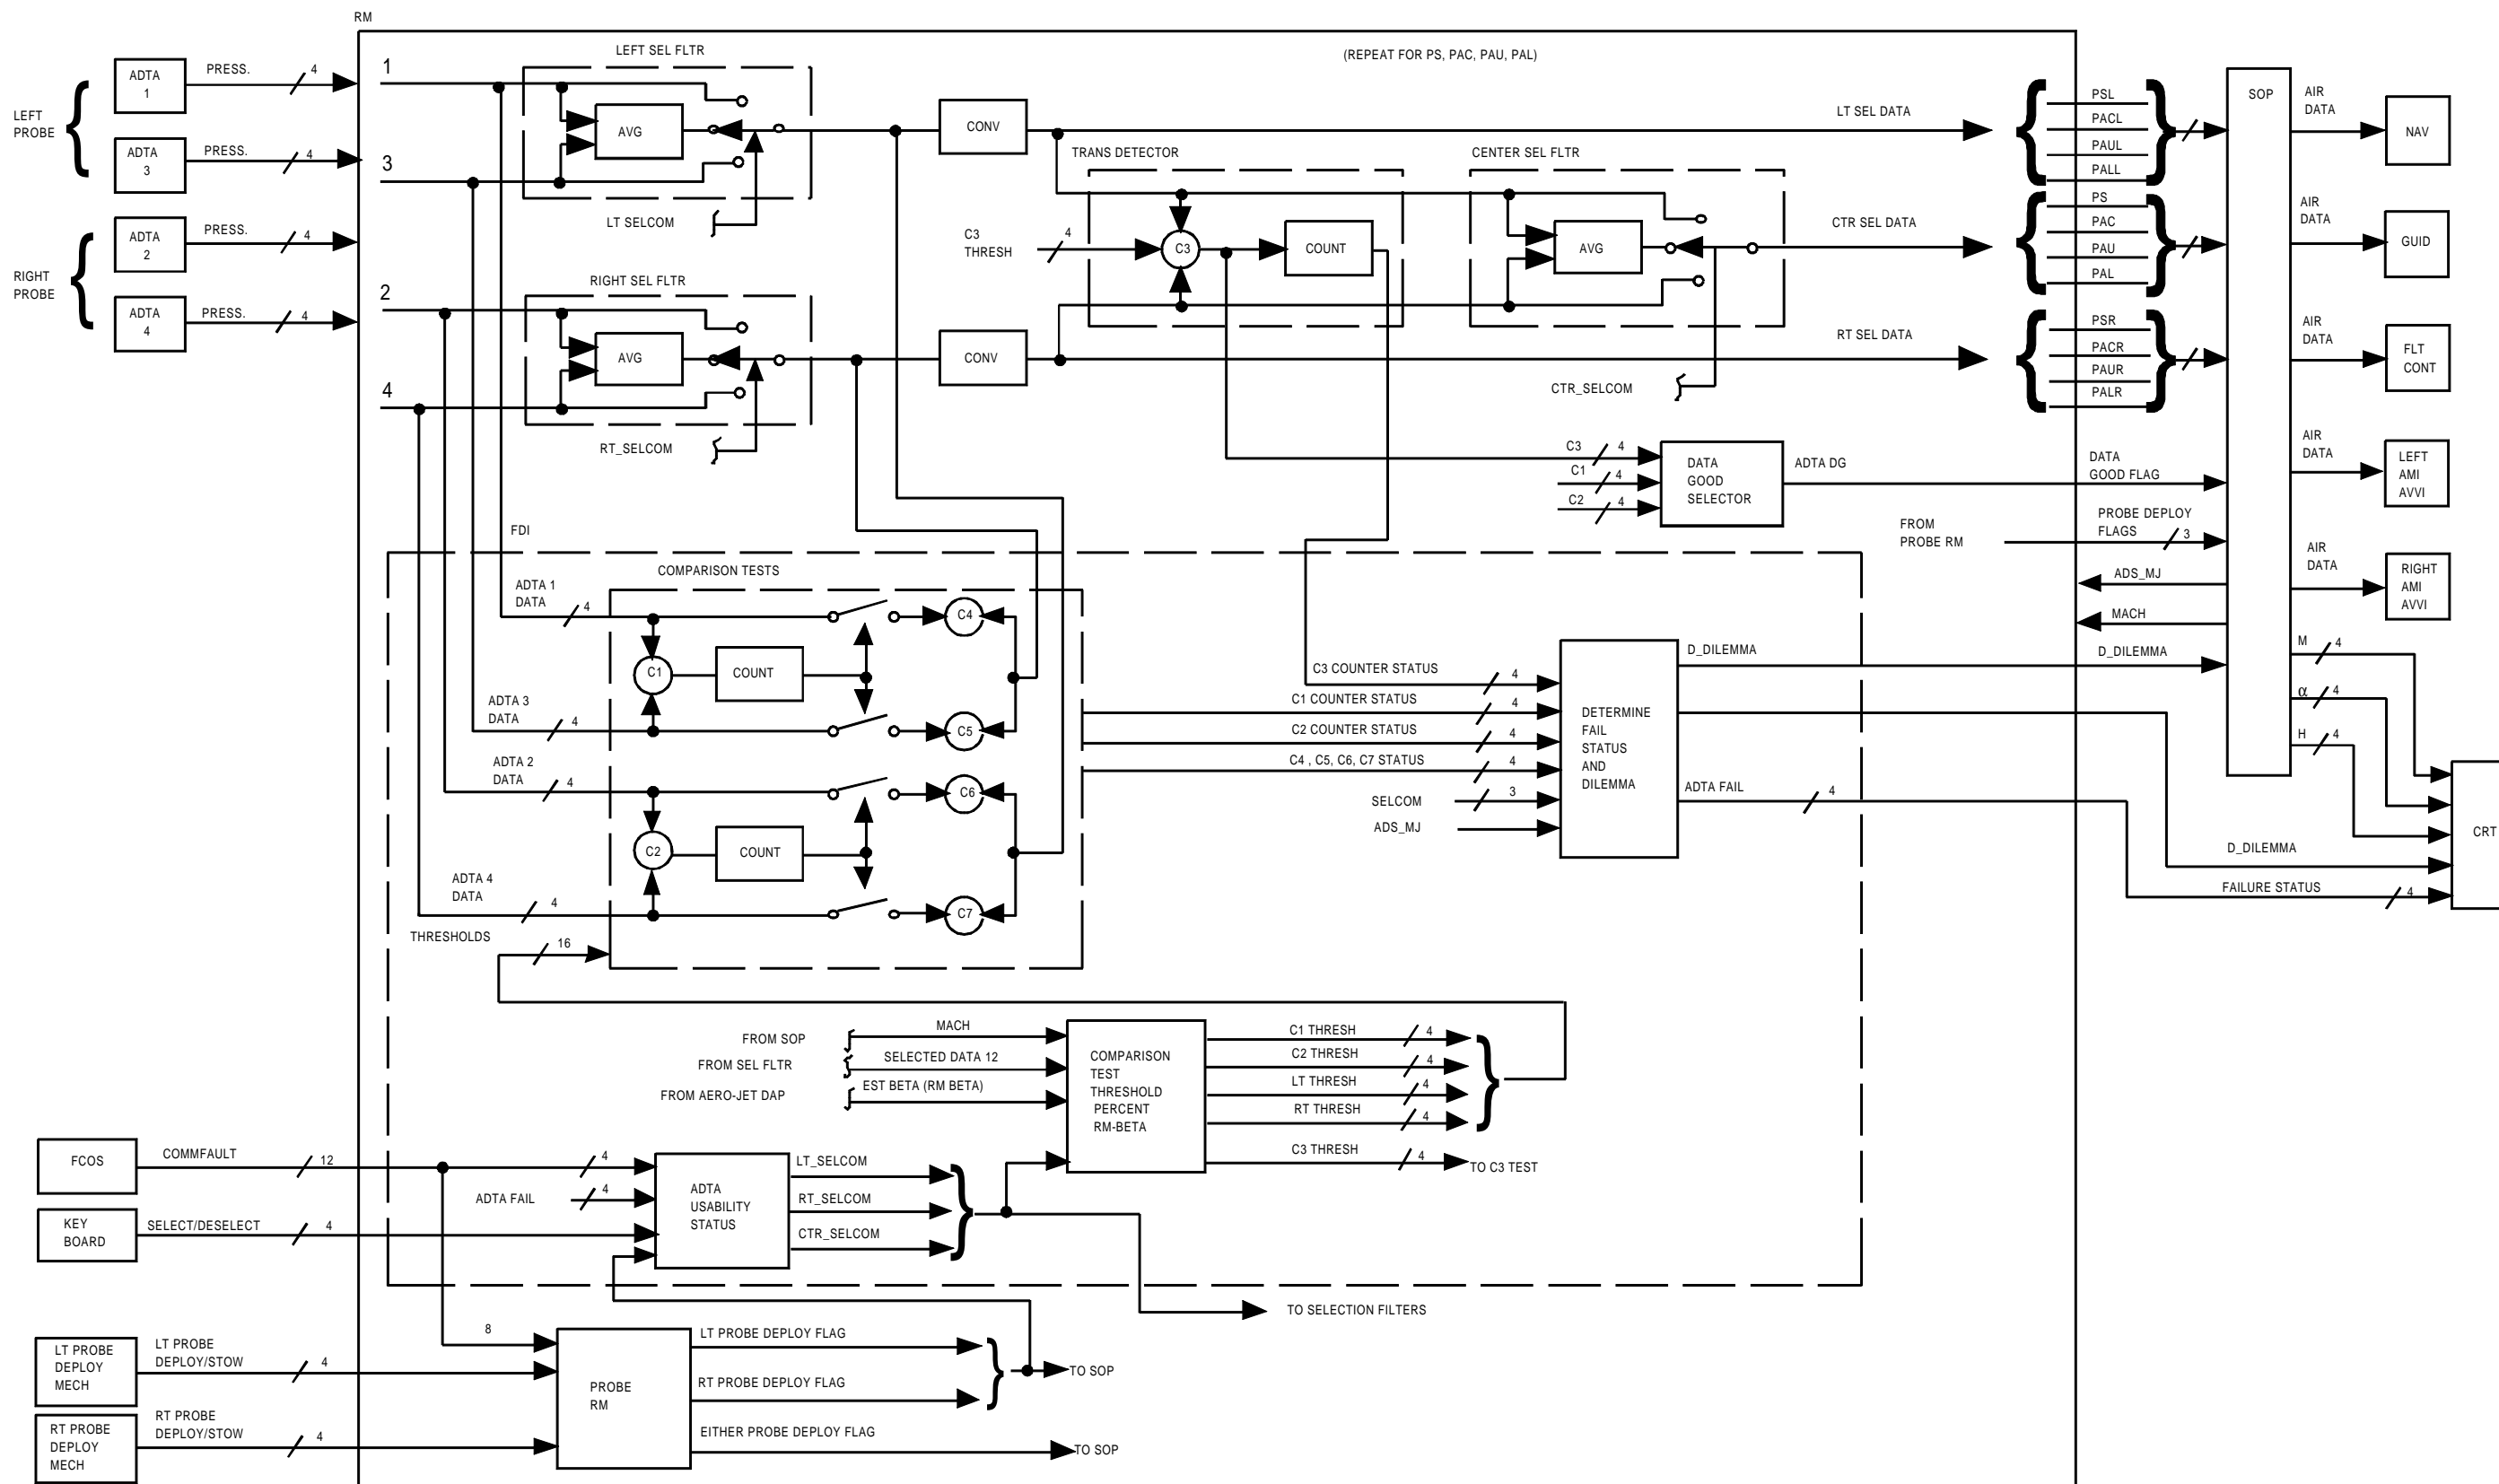 RM
LEFT SEL FLTR
(REPEAT FOR PS, PAC, PAU, PAL)
LEFT
PROBE
ADTA
1
PRESS.
4
1
AVG
ADTA
3
PRESS.
4
3
LT SELCOM
RIGHT
PROBE
ADTA
2
PRESS.
4
ADTA
4
PRESS.
4
RIGHT SEL FLTR
2
AVG
4
RT_SELCOM
CONV
CONV
TRANS DETECTOR
C3
THRESH
4
C3
COUNT
CENTER SEL FLTR
AVG
CTR_SELCOM
LT SEL DATA
CTR SEL DATA
RT SEL DATA
PSL
PACL
PAUL
PALL
PS
PAC
PAU
PAL
PSR
PACR
PAUR
PALR
SOP
AIR
DATA
NAV
AIR
DATA
GUID
AIR
DATA
FLT
CONT
AIR
DATA
LEFT
AMI
AVVI
AIR
DATA
RIGHT
AMI
AVVI
C3
4
C1
4
C2
4
DATA
GOOD
SELECTOR
ADTA DG
DATA
GOOD FLAG
FROM
PROBE RM
PROBE DEPLOY
FLAGS
3
ADS_MJ
MACH
D_DILEMMA
M
4
α
4
H
4
CRT
D_DILEMMA
FAILURE STATUS
4
FDI
COMPARISON TESTS
ADTA 1
DATA
4
C1
COUNT
C4
ADTA 3
DATA
4
C5
ADTA 2
DATA
4
C6
C2
COUNT
ADTA 4
DATA
4
C7
THRESHOLDS
16
C3 COUNTER STATUS
4
C1 COUNTER STATUS
4
C2 COUNTER STATUS
4
C4 , C5, C6, C7 STATUS
4
SELCOM
3
ADS_MJ
DETERMINE
FAIL
STATUS
AND
DILEMMA
D_DILEMMA
ADTA FAIL
4
FROM SOP
MACH
FROM SEL FLTR
SELECTED DATA 12
FROM AERO-JET DAP
EST BETA (RM BETA)
COMPARISON
TEST
THRESHOLD
PERCENT
RM-BETA
C1 THRESH
4
C2 THRESH
4
LT THRESH
4
RT THRESH
4
C3 THRESH
4
TO C3 TEST
FCOS
COMMFAULT
12
4
ADTA FAIL
4
KEY
BOARD
SELECT/DESELECT
4
ADTA
USABILITY
STATUS
LT_SELCOM
RT_SELCOM
CTR_SELCOM
TO SELECTION FILTERS
8
LT PROBE
DEPLOY
MECH
LT PROBE
DEPLOY/STOW
4
RT PROBE
DEPLOY
MECH
RT PROBE
DEPLOY/STOW
4
PROBE
RM
LT PROBE DEPLOY FLAG
RT PROBE DEPLOY FLAG
TO SOP
EITHER PROBE DEPLOY FLAG
TO SOP